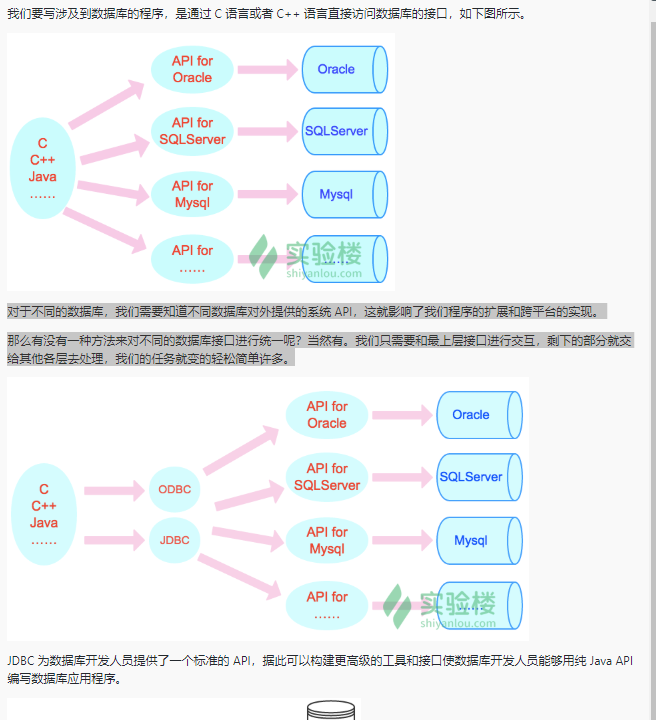 我们要写涉及到数据库的程序，是通过 C 语言或者 C++ 语言直接访问数据库的接口，如下图所示。
API for
Oracle
Oracle
API for
SQLServer
SQLServer
C
C++
Java
……
API for
Mysql
Mysql
API for
……
……
实验楼
shiyanlou.com
对于不同的数据库，我们需要知道不同数据库对外提供的系统 API，这就影响了我们程序的扩展和跨平台的实现。
那么有没有一种方法来对不同的数据库接口进行统一呢？当然有。我们只需要和最上层接口进行交互，剩下的部分就交
给其他各层去处理，我们的任务就变的轻松简单许多。
API for
Oracle
Oracle
API for
SQLServer
SQLServer
C
C++
Java
……
ODBC
JDBC
API for
Mysql
Mysql
API for
……
……
实验楼
shiyanlou.com
JDBC 为数据库开发人员提供了一个标准的 API，据此可以构建更高级的工具和接口使数据库开发人员能够用纯 Java API
编写数据库应用程序。